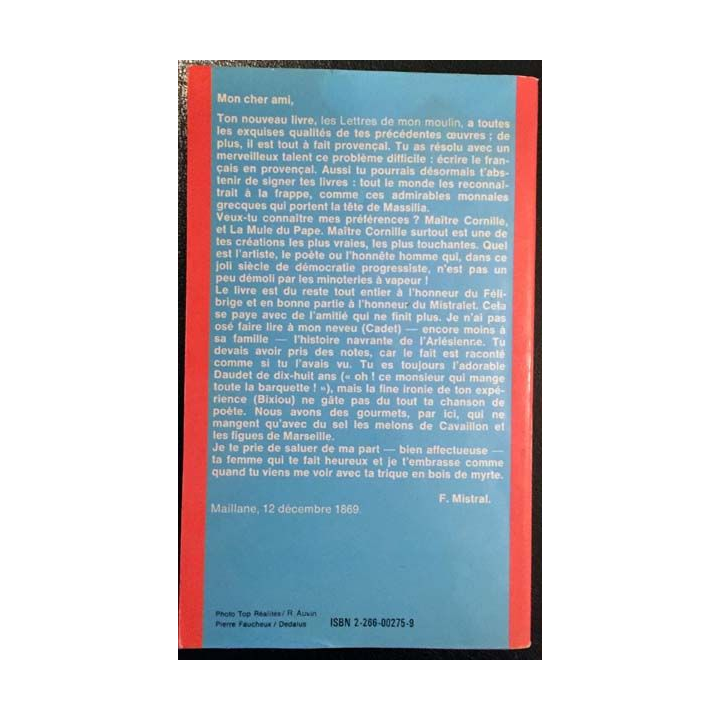 Mon cher ami,
Ton nouveau livre, les Lettres de mon moulin, a toutes
les exquises qualités de tes précédentes œuvres ; de
plus, il est tout à fait provençal. Tu as résolu avec un
merveilleux talent ce problème difficile : écrire le fran-
çais en provençal. Aussi tu pourrais désormais t'abs-
tenir de signer tes livres : tout le monde les reconnaî-
trait à la frappe, comme ces admirables monnaies
grecques qui portent la tête de Massilia.
Veux-tu connaître mes préférences ? Maître Cornille,
et La Mule du Pape. Maître Cornille surtout est une de
tes créations les plus vraies, les plus touchantes. Quel
est l'artiste, le poète ou l'honnête homme qui, dans ce
joli siècle de démocratie progressiste, n'est pas un
peu démoli par les minoteries à vapeur !
Le livre est du reste tout entier à l'honneur du Féli-
brige et en bonne partie à l'honneur du Mistralet. Cela
se paye avec de l'amitié qui ne finit plus. Je n'ai pas
osé faire lire à mon neveu (Cadet) — encore moins à
sa famille — l'histoire navrante de l'Arlésienne. Tu
devais avoir pris des notes, car le fait est raconté
comme si tu l'avais vu. Tu es toujours l'adorable
Daudet de dix-huit ans (« oh ! ce monsieur qui mange
toute la barquette ! »), mais la fine ironie de ton expé-
rience (Bixiou) ne gâte pas du tout ta chanson de
poète. Nous avons des gourmets, par ici, qui ne
mangent qu'avec du sel les melons de Cavaillon et
les figues de Marseille.
Je te prie de saluer de ma part — bien affectueuse —
ta femme qui te fait heureux et je t'embrasse comme
quand tu viens me voir avec ta trique en bois de myrte.
F. Mistral.
Maillane, 12 décembre 1869.
Photo Top Réalités / R. Auvin
Pierre Faucheux / Dedalus
ISBN 2-266-00275-9